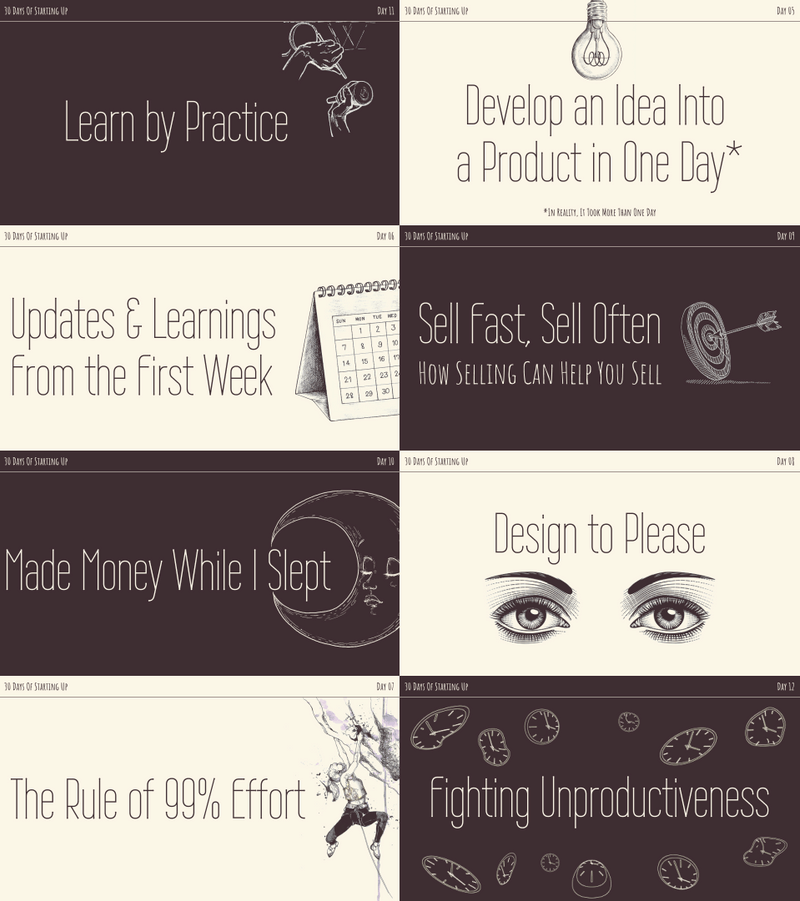 30 Days Of Starting Up
Day 11
Learn by Practice
30 Days Of Starting Up
Day 05
Develop an Idea Into
a Product in One Day*
*In Reality, It Took More Than One Day
30 Days Of Starting Up
Day 06
Updates & Learnings
from the first Week
SUN MON TUE WED
1 2 3
7 8 9 10
14 15 16 17
21 22 23 24
28 29 30
30 Days Of Starting Up
Day 09
Sell Fast, Sell Often
How Selling Can Help You Sell
30 Days Of Starting Up
Day 10
Made Money While I Slept
30 Days Of Starting Up
Day 08
Design to Please
30 Days Of Starting Up
Day 07
The Rule of 99% Effort
30 Days Of Starting Up
Day 12
Fighting Unproductiveness